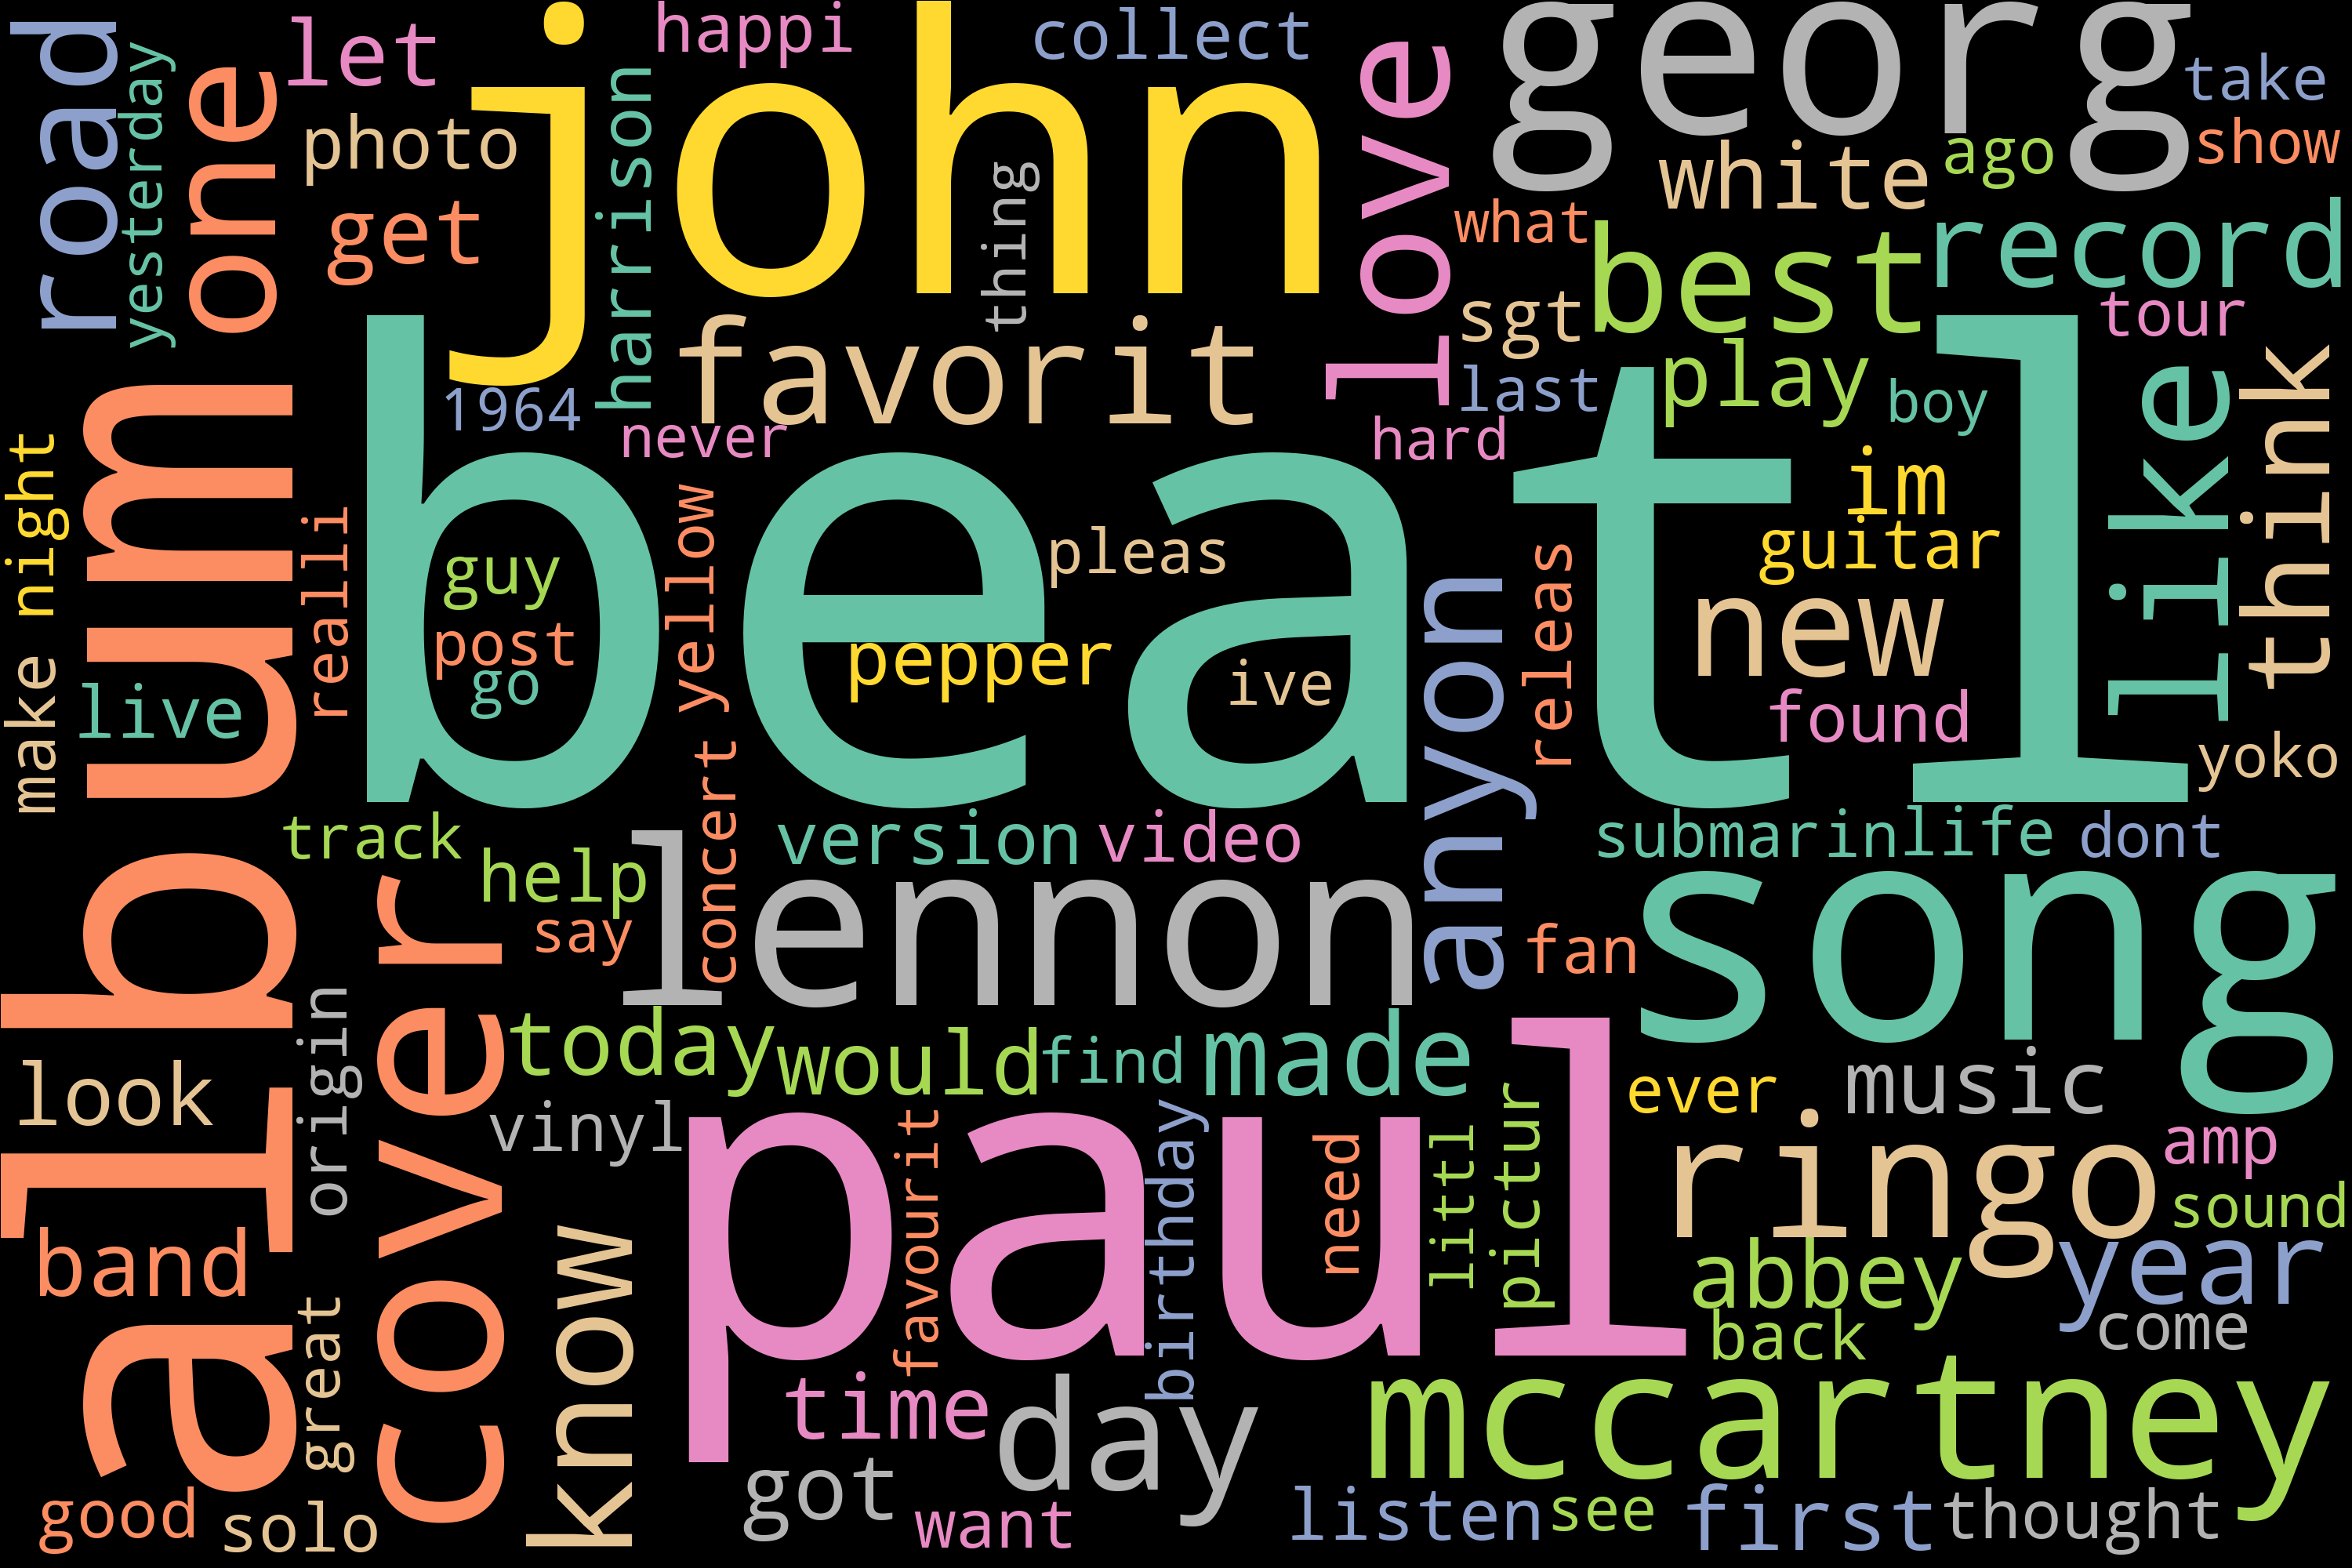 road
yesterday
one
let
photo
get
john
happi
harrison
collect
thing
love
georg
take
show
white
ago
what
best
record
sgt
tour
favorit
1964
never
last
play
boy
hard
like
think
im
guitar
new
found
yoko
album
night
make
live
realli
beatl
guy
post
go
yellow
pleas
pepper
ive
anyon
releas
track
help
say
concert
version
video
lennon
submarin
life
dont
song
fan
look
origin
cover
today
would
find
made
vinyl
ever
music
ringo
amp
sound
band
great
know
paul
favourit
birthday
need
littl
pictur
abbey
year
back
come
time
day
mccartney
good
solo
got
want
listen
see
first
thought